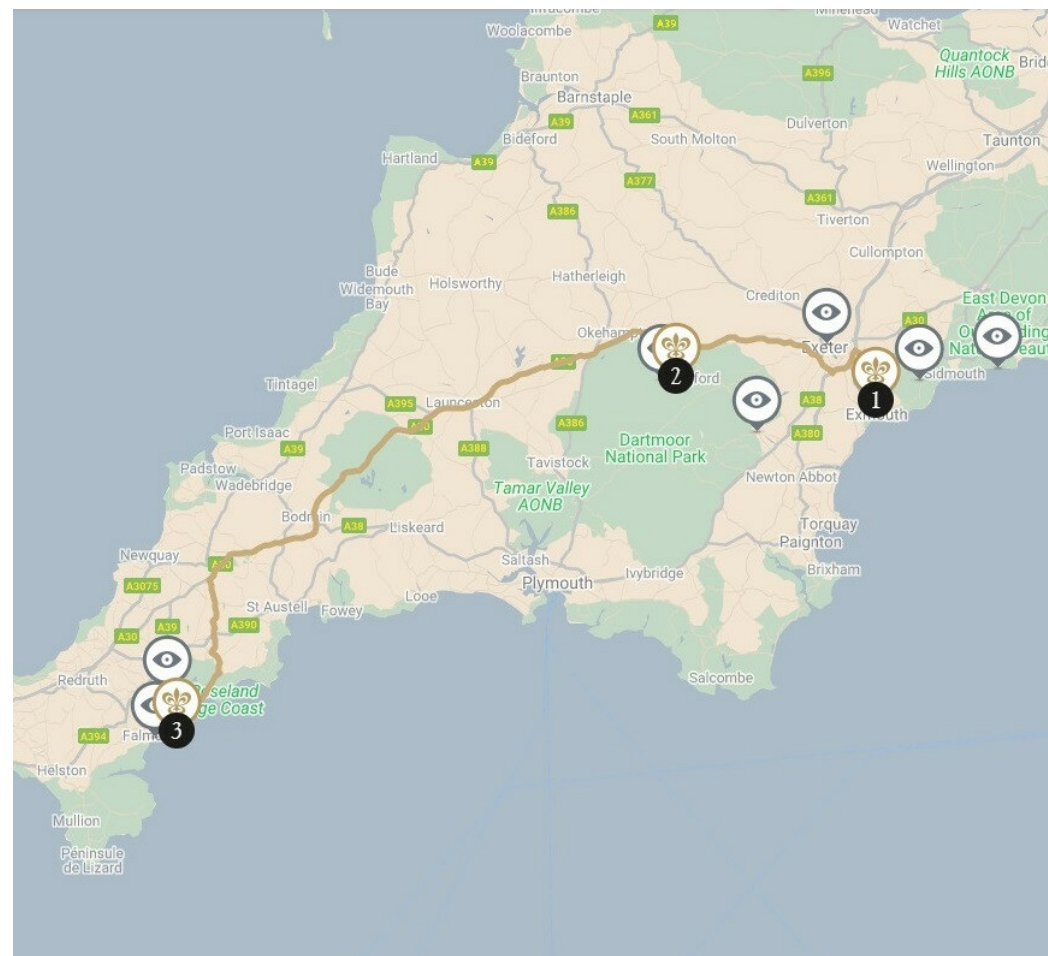 Woolacombe
A39
Watchet
Quantock
Hills AONB
A396
Braunton
Barnstaple
A39
A361
Dulverton
Bideford
South Molton
Taunton
Hartland
A39
A377
Wellington
A361
A386
Tiverton
Cullompton
Bude
Widemouth
Bay
Holsworthy
Hatherleigh
Crediton
East Devon
A30
Exeter
Sidmouth
2
1
Exmouth
A38
Tintagel
A395
Launceston
A386
A380
Port Isaac
A39
A388
Dartmoor
National Park
Tavistock
Padstow
Wadebridge
Newton Abbot
Tamar Valley
AONB
Bodmin
A38
Liskeard
Torquay
Paignton
Newquay
Saltash
Plymouth
Ivybridge
Brixham
A3075
St Austell
Fowey
Looe
A30
A39
A390
Redruth
Salcombe
3
A394
Helston
Mullion
Péninsule
de Lizard